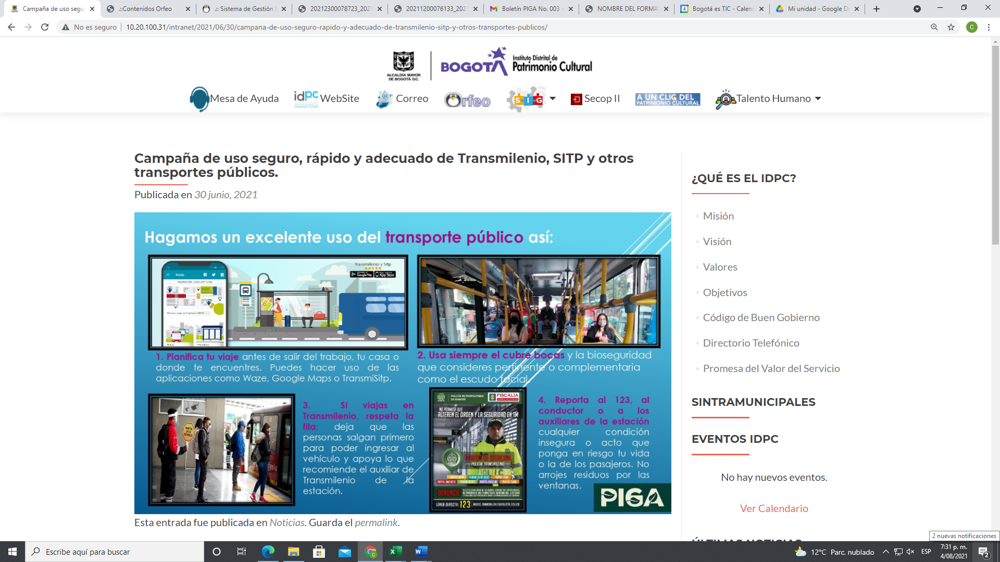 Campaña de uso segu
.::Contenidos Orfeo
.:: Sistema de Gestión
20212300078723_2021
20211200076133_2021
Boletín PIGA No. 003 -
NOMBRE DEL FORMA
Bogotá es TIC - Calen
Mi unidad - Google D
No es seguro
10.20.100.31/intranet/2021/06/30/campana-de-uso-seguro-rapido-y-adecuado-de-transmilenio-sitp-y-otros-transportes-publicos/
ALCALDÍA MAYOR
DE BOGOTÁ D.C.
BOGOTÁ
Instituto Distrital de
Patrimonio Cultural
Mesa de Ayuda
idpc WebSite
Correo
Orfeo
SIG
Secop II
A UN CLIC DEL
PATRIMONIO CULTURAL
Talento Humano
Campaña de uso seguro, rápido y adecuado de Transmilenio, SITP y otros
transportes públicos.
Publicada en 30 junio, 2021
Hagamos un excelente uso del transporte público así:
Transmilenio y Sitp
Google Play
App Store
Inicio
1. Planifica tu viaje antes de salir del trabajo, tu casa o
donde te encuentres. Puedes hacer uso de las
aplicaciones como Waze, Google Maps o TransmiSitp.
2. Usa siempre el cubre bocas y la bioseguridad
que consideres pertinente o complementaria
como el escudo facial.
3. Si viajas en
Transmilenio, respeta la
fila; deja que las
personas salgan primero
para poder ingresar al
vehículo y apoya lo que
recomiende el auxiliar de
Transmilenio de la
estación.
POLICÍA METROPOLITANA
DE BOGOTÁ
FISCALÍA
NO PERMITA QUE
ALTEREN EL ORDEN Y LA SEGURIDAD EN TM
PUNTOS DE ATENCIÓN
POLICÍA TRANSMILENIO
DENUNCIE
LÍNEA DIRECTA: 123
4. Reporta al 123, al
conductor o a los
auxiliares de la estación
cualquier condición
insegura o acto que
ponga en riesgo tu vida
o la de los pasajeros. No
arrojes residuos por las
ventanas.
PIGA
Esta entrada fue publicada en Noticias. Guarda el permalink.
¿QUÉ ES EL IDPC?
Misión
Visión
Valores
Objetivos
Código de Buen Gobierno
Directorio Telefónico
Promesa del Valor del Servicio
SINTRAMUNICIPALES
EVENTOS IDPC
No hay nuevos eventos.
Ver Calendario
ÚLTIMAS NOTICIAS
2 nuevas notificaciones
Escribe aquí para buscar
12°C Parc. nublado
ESP
7:31 p. m.
4/08/2021
2